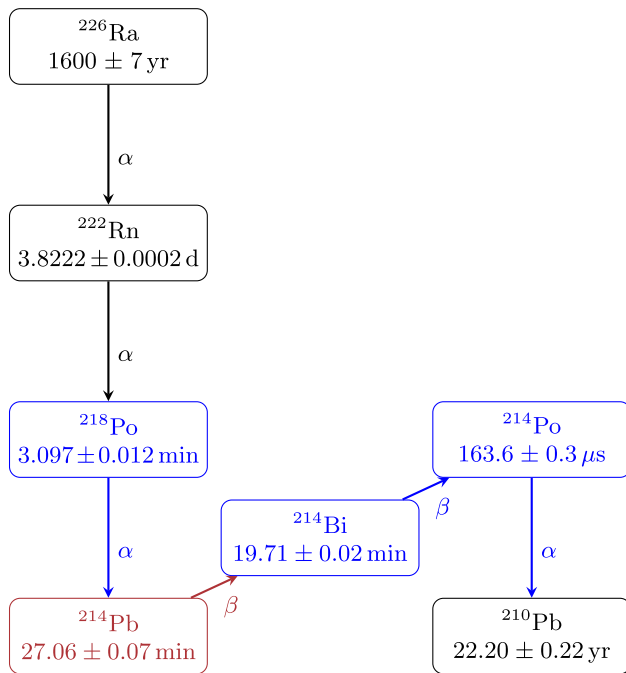 ²²⁶Ra
1600 ± 7 yr
α
²²²Rn
3.8222 ± 0.0002 d
α
²¹⁸Po
3.097 ± 0.012 min
α
²¹⁴Pb
27.06 ± 0.07 min
β
²¹⁴Bi
19.71 ± 0.02 min
β
²¹⁴Po
163.6 ± 0.3 μs
α
²¹⁰Pb
22.20 ± 0.22 yr